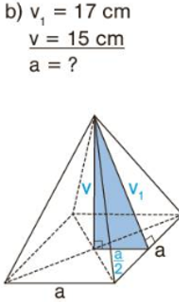 b) v₁ = 17 cm
v = 15 cm
a = ?
v
v₁
a/2
a
a